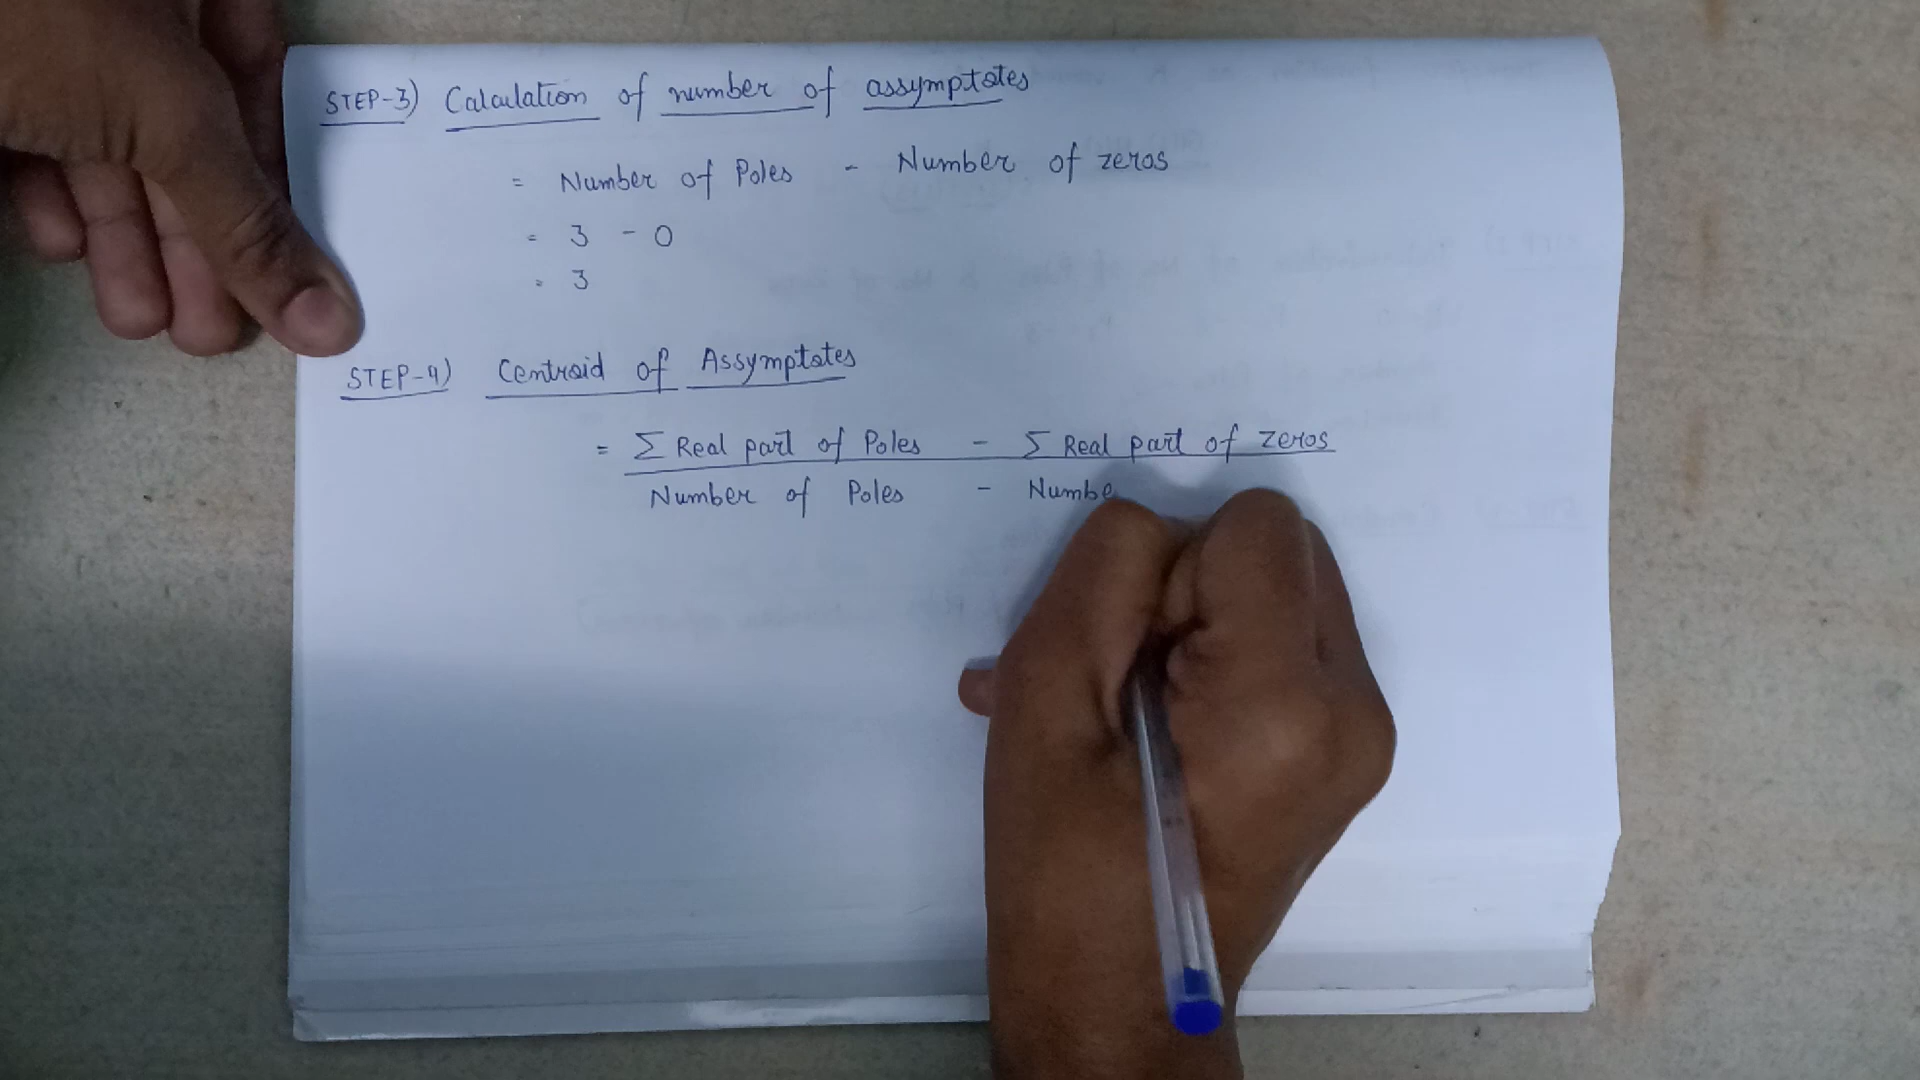 STEP-3) Calculation of number of assymptotes
= Number of Poles - Number of zeros
= 3 - 0
= 3
STEP-4) Centroid of Assymptotes
= Σ Real part of Poles - Σ Real part of zeros
Number of Poles - Numbe